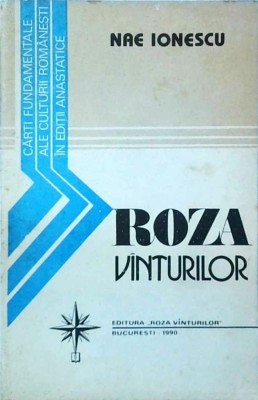 NAE IONESCU
CĂRȚI FUNDAMENTALE
ALE CULTURII ROMÂNEȘTI
ÎN EDIȚII ANASTATICE
ROZA
VÎNTURILOR
EDITURA „ROZA VÎNTURILOR"
BUCUREȘTI · 1990
N